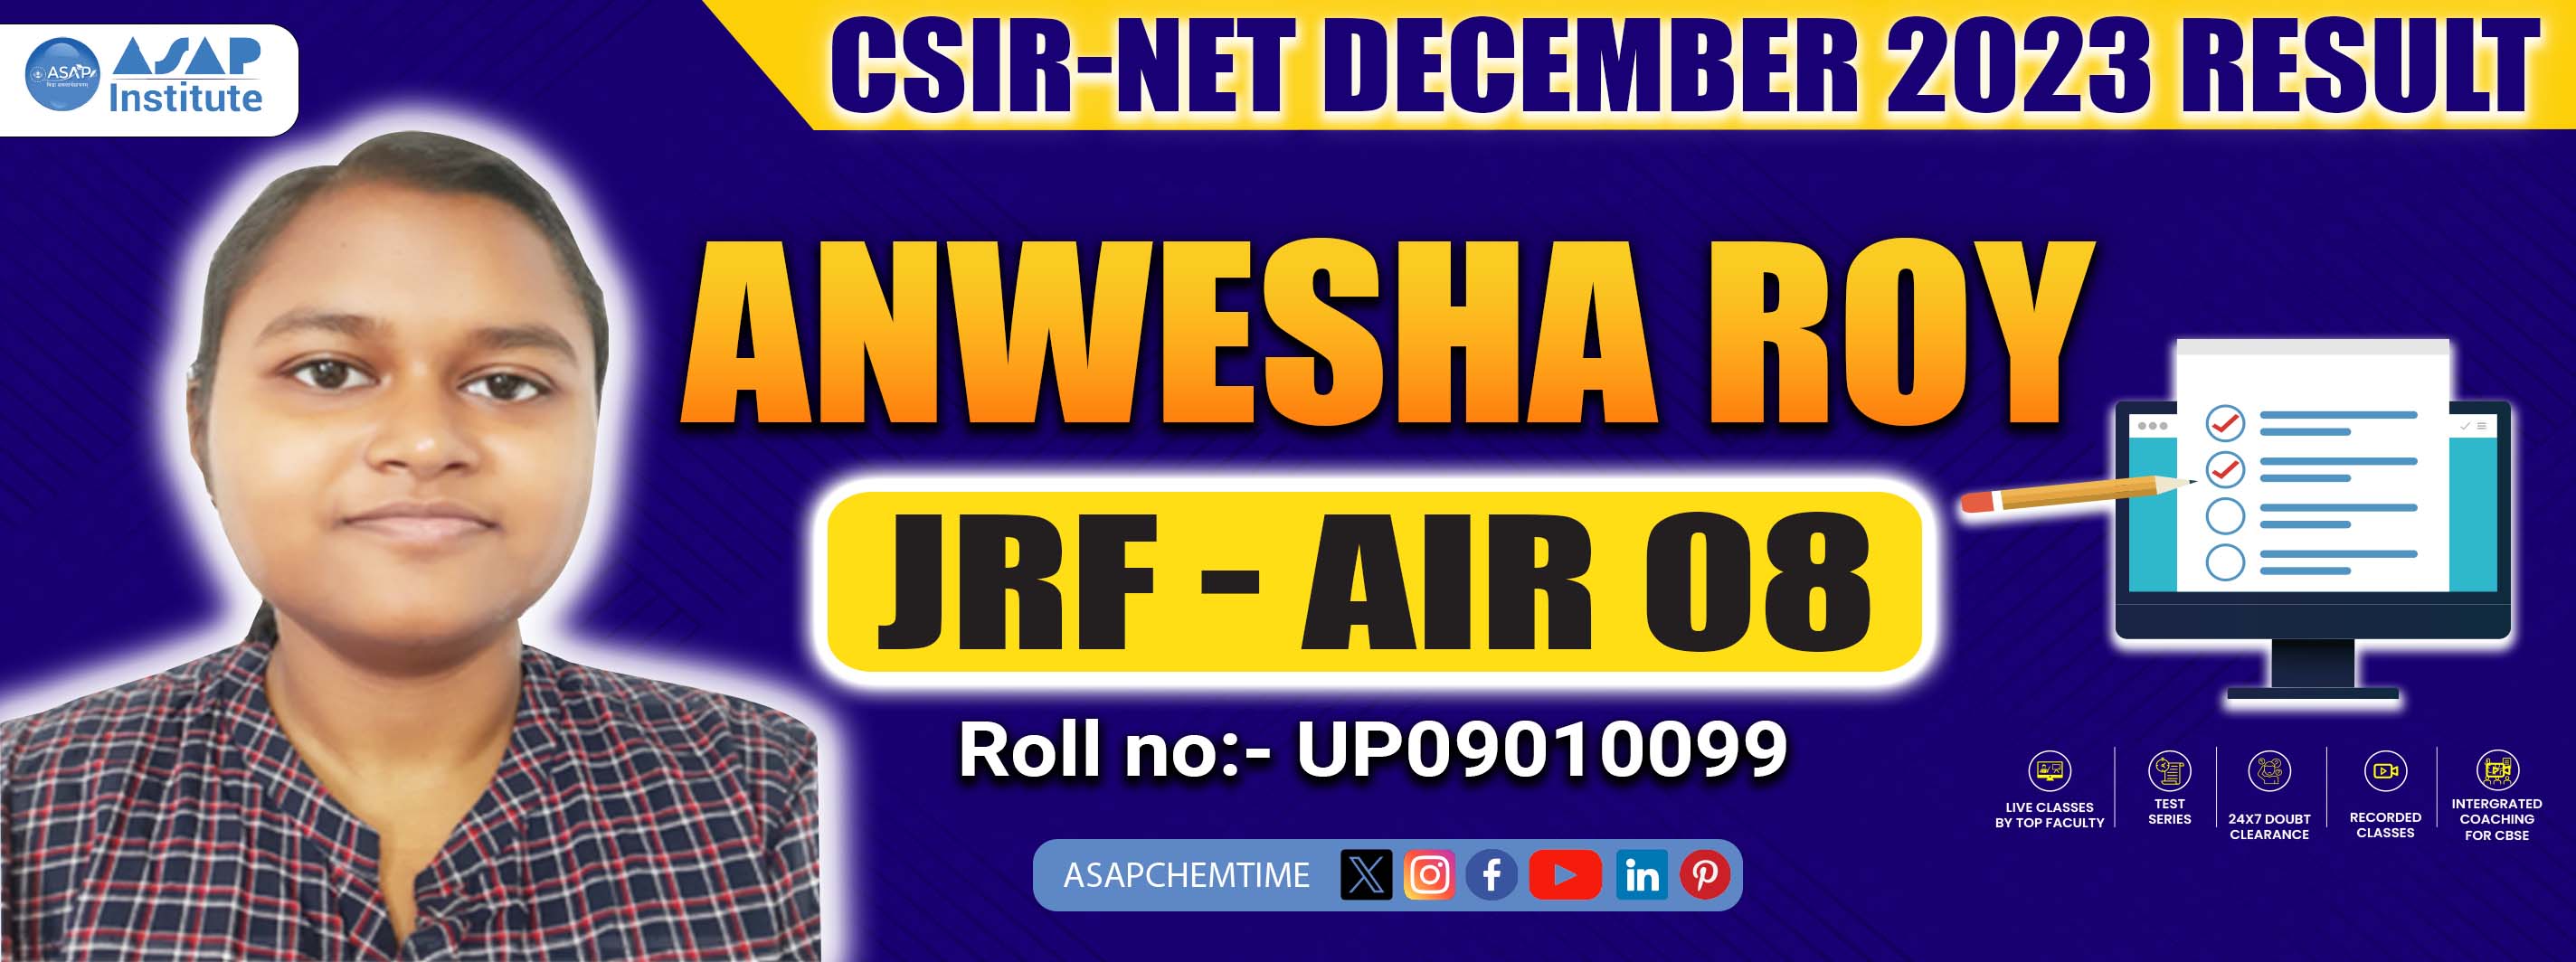 ASAP
Institute
ASAP
CSIR-NET DECEMBER 2023 RESULT
ANWESHA ROY
JRF - AIR 08
Roll no:- UP09010099
ASAPCHEMTIME
LIVE CLASSES
BY TOP FACULTY
TEST
SERIES
24X7 DOUBT
CLEARANCE
RECORDED
CLASSES
INTERGRATED
COACHING
FOR CBSE